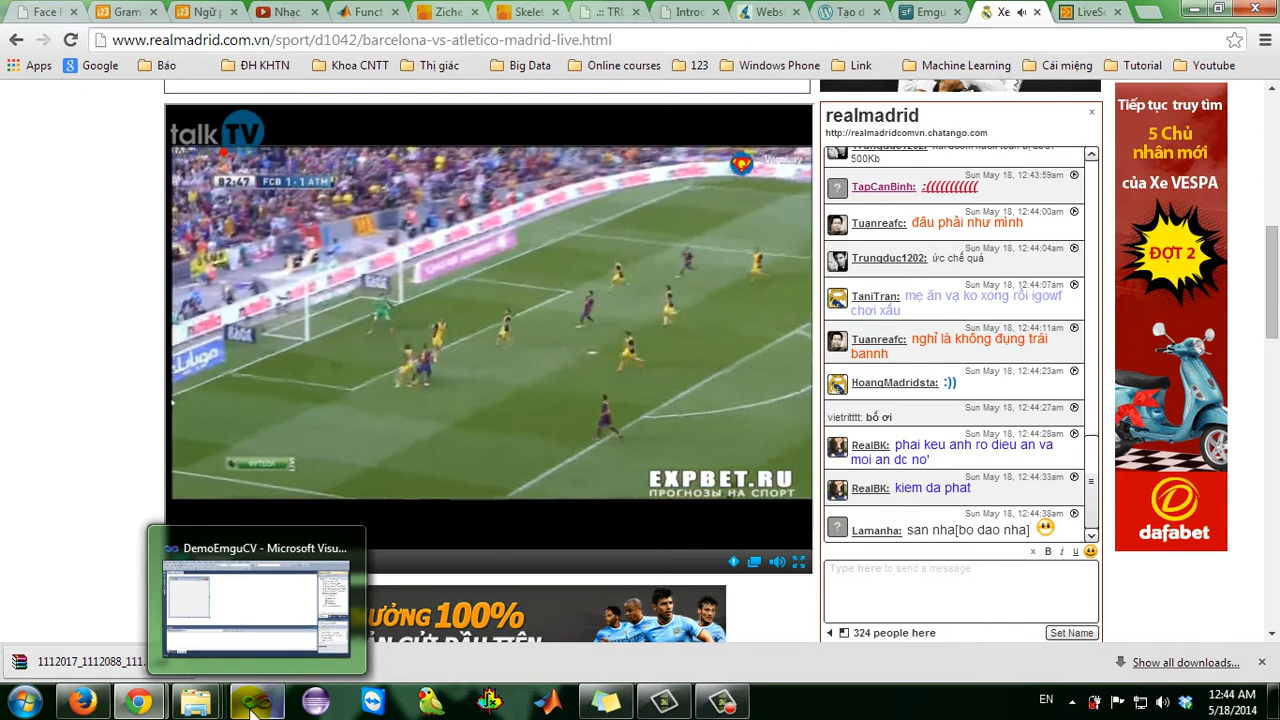 Face F
Gram
Ngữ p
Nhạc
Funct
Ziche
Skelet
.:: TRU
Introc
Websi
Tạo d
Emgu
Xe
LiveSc
www.realmadrid.com.vn/sport/d1042/barcelona-vs-atletico-madrid-live.html
Apps
Google
Báo
ĐH KHTN
Khoa CNTT
Thị giác
Big Data
Online courses
123
Windows Phone
Link
Machine Learning
Cái miệng
Tutorial
Youtube
talkTV
82:47 FCB 1-1 ATM
EXPBET.RU
ПРОГНОЗЫ НА СПОРТ
realmadrid
x
http://realmadridcomvn.chatango.com
500Kb
Sun May 18, 12:43:59am
TapCanBinh: :(((((((((((
Sun May 18, 12:44:00am
Tuanreafc: đâu phải như mình
Sun May 18, 12:44:04am
Trungduc1202: ức chế quá
Sun May 18, 12:44:07am
TaniTran: me ăn vạ ko xong rồi igowf
chơi xấu
Sun May 18, 12:44:11am
Tuanreafc: nghỉ là không đụng trái
bannh
Sun May 18, 12:44:23am
HoangMadridsta: :))
Sun May 18, 12:44:27am
vietritttt: bố ơi
Sun May 18, 12:44:28am
RealBK: phai keu anh ro dieu an va
moi an dc no'
Sun May 18, 12:44:33am
RealBK: kiem da phat
Sun May 18, 12:44:38am
Lamanha: san nha[bo dao nha]
x B I u
Type here to send a message
324 people here
Set Name
Tiếp tục truy tìm
5 Chủ
nhân mới
của Xe VESPA
ĐỢT 2
dafabet
ƯỞNG 100%
DemoEmguCV - Microsoft Visu...
1112017_1112088_111
Show all downloads...
EN
12:44 AM
5/18/2014